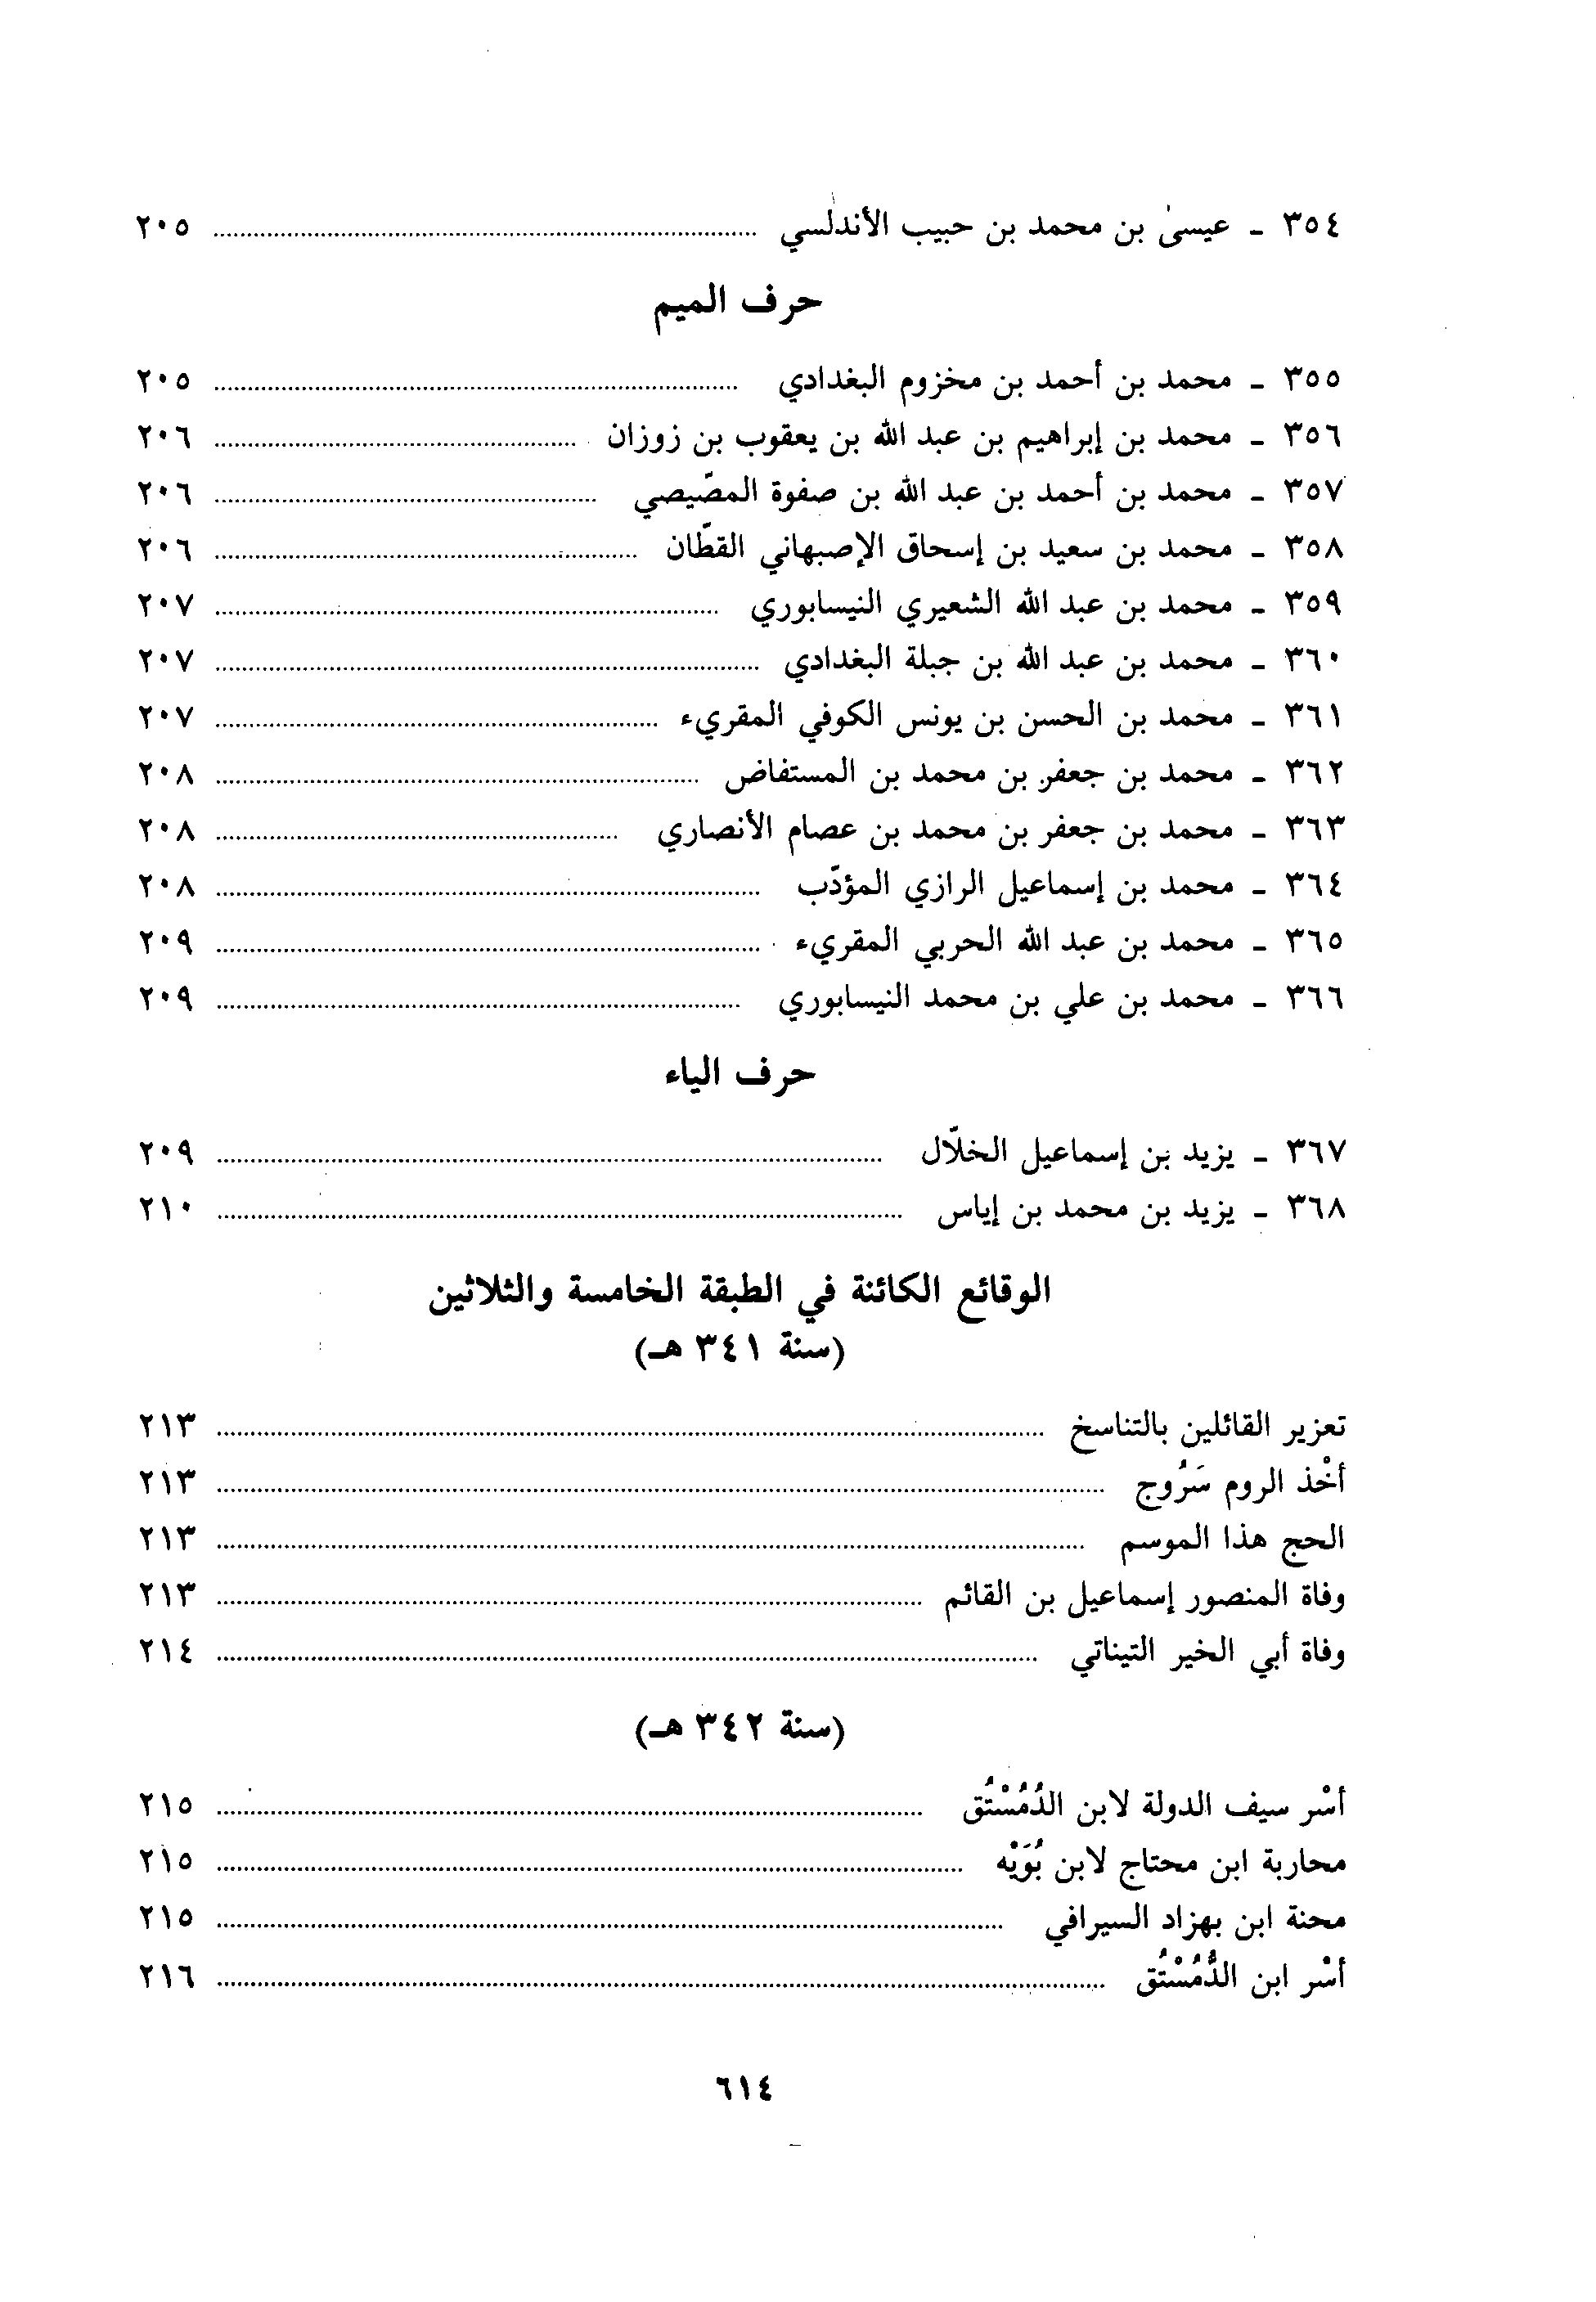 ٣٥٤ - عيسىٰ بن محمد بن حبيب الأندلسي ........ ٢٠٥
حرف الميم
٣٥٥ - محمد بن أحمد بن مخزوم البغدادي ........ ٢٠٥
٣٥٦ - محمد بن إبراهيم بن عبد الله بن يعقوب بن زوزان ........ ٢٠٦
٣٥٧ - محمد بن أحمد بن عبد الله بن صفوة المصّيصي ........ ٢٠٦
٣٥٨ - محمد بن سعيد بن إسحاق الإصبهاني القطّان ........ ٢٠٦
٣٥٩ - محمد بن عبد الله الشعيري النيسابوري ........ ٢٠٧
٣٦٠ - محمد بن عبد الله بن جبلة البغدادي ........ ٢٠٧
٣٦١ - محمد بن الحسن بن يونس الكوفي المقريء ........ ٢٠٧
٣٦٢ - محمد بن جعفر بن محمد بن المستفاض ........ ٢٠٨
٣٦٣ - محمد بن جعفر بن محمد بن عصام الأنصاري ........ ٢٠٨
٣٦٤ - محمد بن إسماعيل الرازي المؤدّب ........ ٢٠٨
٣٦٥ - محمد بن عبد الله الحربي المقريء ........ ٢٠٩
٣٦٦ - محمد بن علي بن محمد النيسابوري ........ ٢٠٩
حرف الياء
٣٦٧ - يزيد بن إسماعيل الخلّال ........ ٢٠٩
٣٦٨ - يزيد بن محمد بن إياس ........ ٢١٠
الوقائع الكائنة في الطبقة الخامسة والثلاثين
(سنة ٣٤١ هـ)
تعزير القائلين بالتناسخ ........ ٢١٣
أخْذ الروم سَرُوج ........ ٢١٣
الحج هذا الموسم ........ ٢١٣
وفاة المنصور إسماعيل بن القائم ........ ٢١٣
وفاة أبي الخير التيناتي ........ ٢١٤
(سنة ٣٤٢ هـ)
أسْر سيف الدولة لابن الدُمُسْتُق ........ ٢١٥
محاربة ابن محتاج لابن بُوَيْه ........ ٢١٥
محنة ابن بهزاد السيرافي ........ ٢١٥
أسْر ابن الدُّمُسْتُق ........ ٢١٦
٦١٤